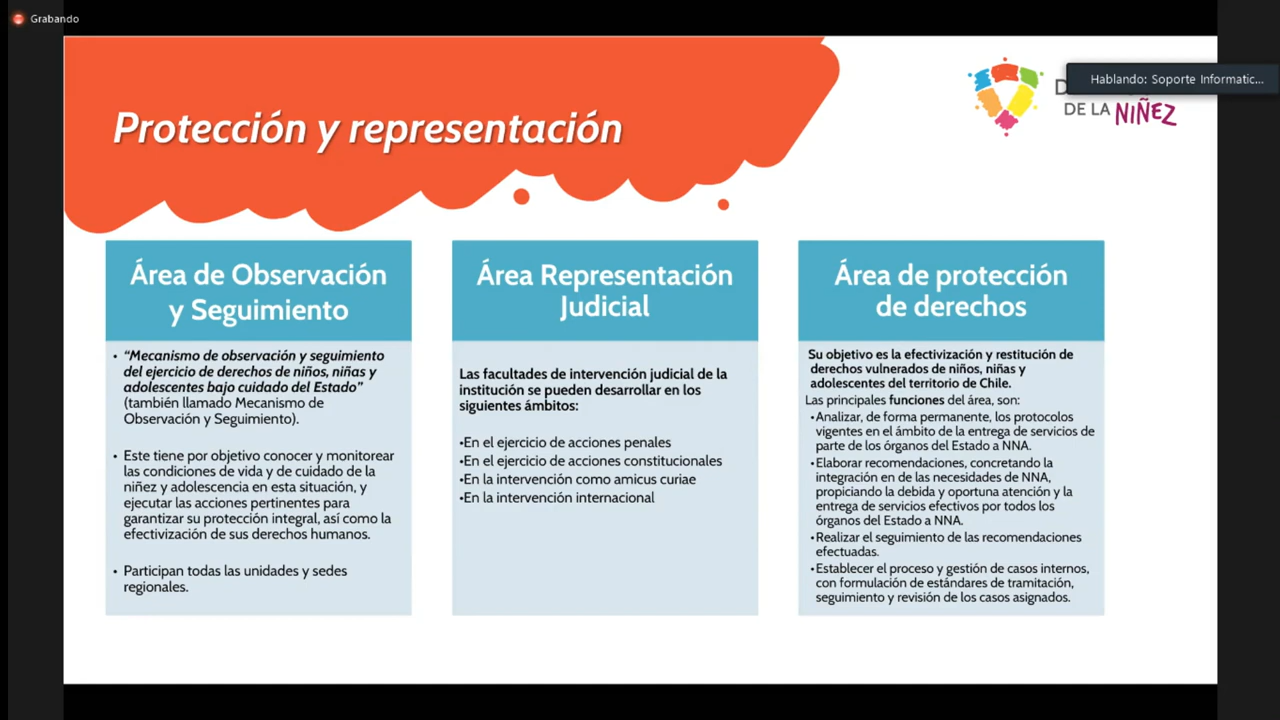 Grabando
Hablando: Soporte Informatic...
DE LA NIÑEZ
Protección y representación
Área de Observación
y Seguimiento
• "Mecanismo de observación y seguimiento
del ejercicio de derechos de niños, niñas y
adolescentes bajo cuidado del Estado"
(también llamado Mecanismo de
Observación y Seguimiento).
• Este tiene por objetivo conocer y monitorear
las condiciones de vida y de cuidado de la
niñez y adolescencia en esta situación, y
ejecutar las acciones pertinentes para
garantizar su protección integral, así como la
efectivización de sus derechos humanos.
• Participan todas las unidades y sedes
regionales.
Área Representación
Judicial
Las facultades de intervención judicial de la
institución se pueden desarrollar en los
siguientes ámbitos:
•En el ejercicio de acciones penales
•En el ejercicio de acciones constitucionales
•En la intervención como amicus curiae
•En la intervención internacional
Área de protección
de derechos
Su objetivo es la efectivización y restitución de
derechos vulnerados de niños, niñas y
adolescentes del territorio de Chile.
Las principales funciones del área, son:
•Analizar, de forma permanente, los protocolos
vigentes en el ámbito de la entrega de servicios de
parte de los órganos del Estado a NNA.
•Elaborar recomendaciones, concretando la
integración en de las necesidades de NNA,
propiciando la debida y oportuna atención y la
entrega de servicios efectivos por todos los
órganos del Estado a NNA.
•Realizar el seguimiento de las recomendaciones
efectuadas.
•Establecer el proceso y gestión de casos internos,
con formulación de estándares de tramitación,
seguimiento y revisión de los casos asignados.